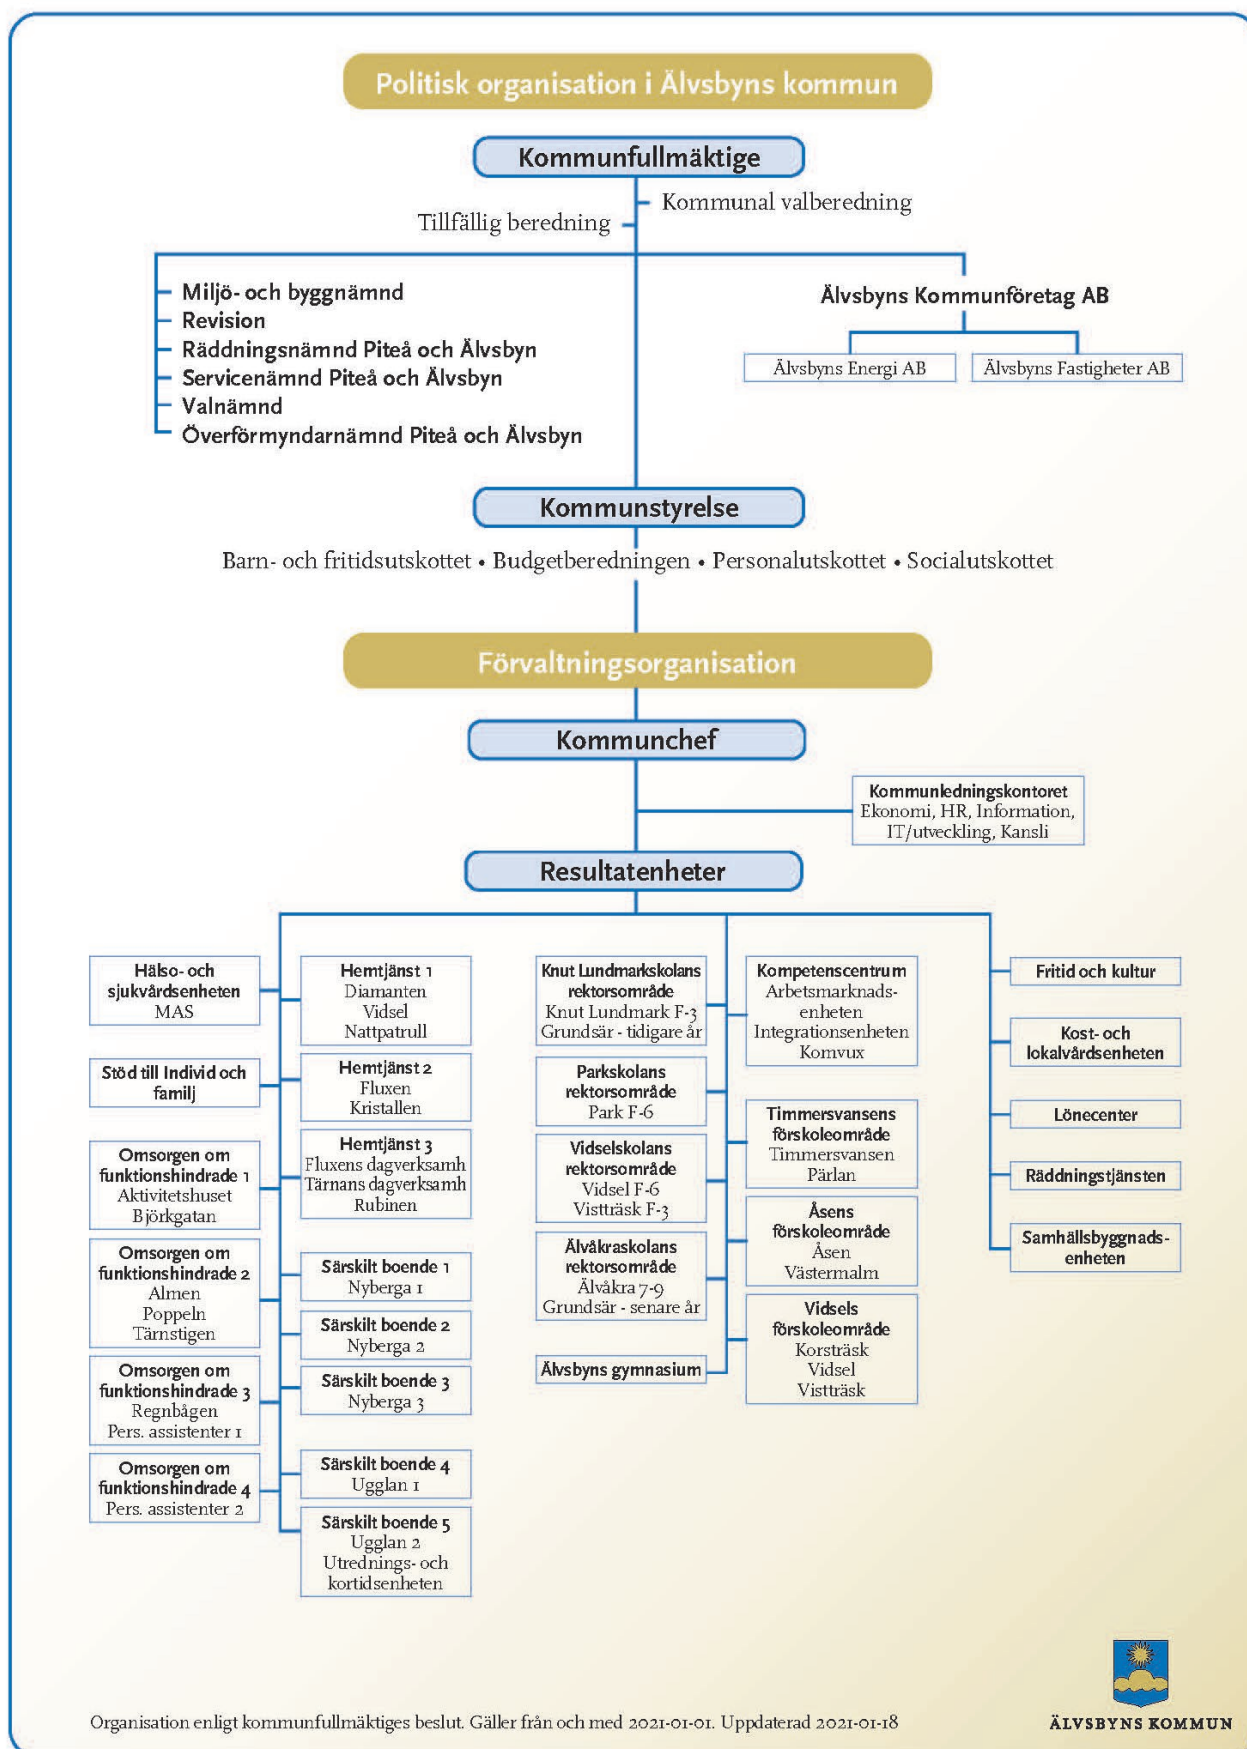 Politisk organisation i Älvsbyns kommun
Kommunfullmäktige
Kommunal valberedning
Tillfällig beredning
Miljö- och byggnämnd
Revision
Räddningsnämnd Piteå och Älvsbyn
Servicenämnd Piteå och Älvsbyn
Valnämnd
Överförmyndarnämnd Piteå och Älvsbyn
Älvsbyns Kommunföretag AB
Älvsbyns Energi AB
Älvsbyns Fastigheter AB
Kommunstyrelse
Barn- och fritidsutskottet • Budgetberedningen • Personalutskottet • Socialutskottet
Förvaltningsorganisation
Kommunchef
Kommunledningskontoret
Ekonomi, HR, Information,
IT/utveckling, Kansli
Resultatenheter
Hälso- och
sjukvårdsenheten
MAS
Stöd till Individ och
familj
Omsorgen om
funktionshindrade 1
Aktivitetshuset
Björkgatan
Omsorgen om
funktionshindrade 2
Almen
Poppeln
Tärnstigen
Omsorgen om
funktionshindrade 3
Regnbågen
Pers. assistenter 1
Omsorgen om
funktionshindrade 4
Pers. assistenter 2
Hemtjänst 1
Diamanten
Vidsel
Nattpatrull
Hemtjänst 2
Fluxen
Kristallen
Hemtjänst 3
Fluxens dagverksamh
Tärnans dagverksamh
Rubinen
Särskilt boende 1
Nyberga 1
Särskilt boende 2
Nyberga 2
Särskilt boende 3
Nyberga 3
Särskilt boende 4
Ugglan 1
Särskilt boende 5
Ugglan 2
Utrednings- och
kortidsenheten
Knut Lundmarkskolans
rektorsområde
Knut Lundmark F-3
Grundsär - tidigare år
Parkskolans
rektorsområde
Park F-6
Vidselskolans
rektorsområde
Vidsel F-6
Vistträsk F-3
Älvåkraskolans
rektorsområde
Älvåkra 7-9
Grundsär - senare år
Älvsbyns gymnasium
Kompetenscentrum
Arbetsmarknads-
enheten
Integrationsenheten
Komvux
Timmersvansens
förskoleområde
Timmersvansen
Pärlan
Åsens
förskoleområde
Åsen
Västermalm
Vidsels
förskoleområde
Korsträsk
Vidsel
Vistträsk
Fritid och kultur
Kost- och
lokalvårdsenheten
Lönecenter
Räddningstjänsten
Samhällsbyggnads-
enheten
Organisation enligt kommunfullmäktiges beslut. Gäller från och med 2021-01-01. Uppdaterad 2021-01-18
ÄLVSBYNS KOMMUN